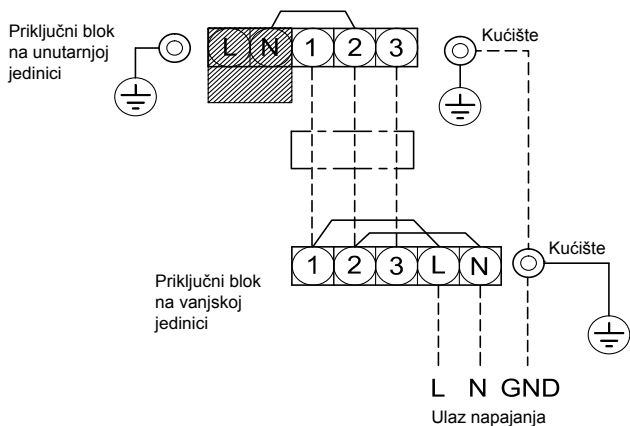 Priključni blok
na unutarnjoj
jedinici
L N 1 2 3
Kućište
1 2 3 L N
Kućište
Priključni blok
na vanjskoj
jedinici
L N GND
Ulaz napajanja